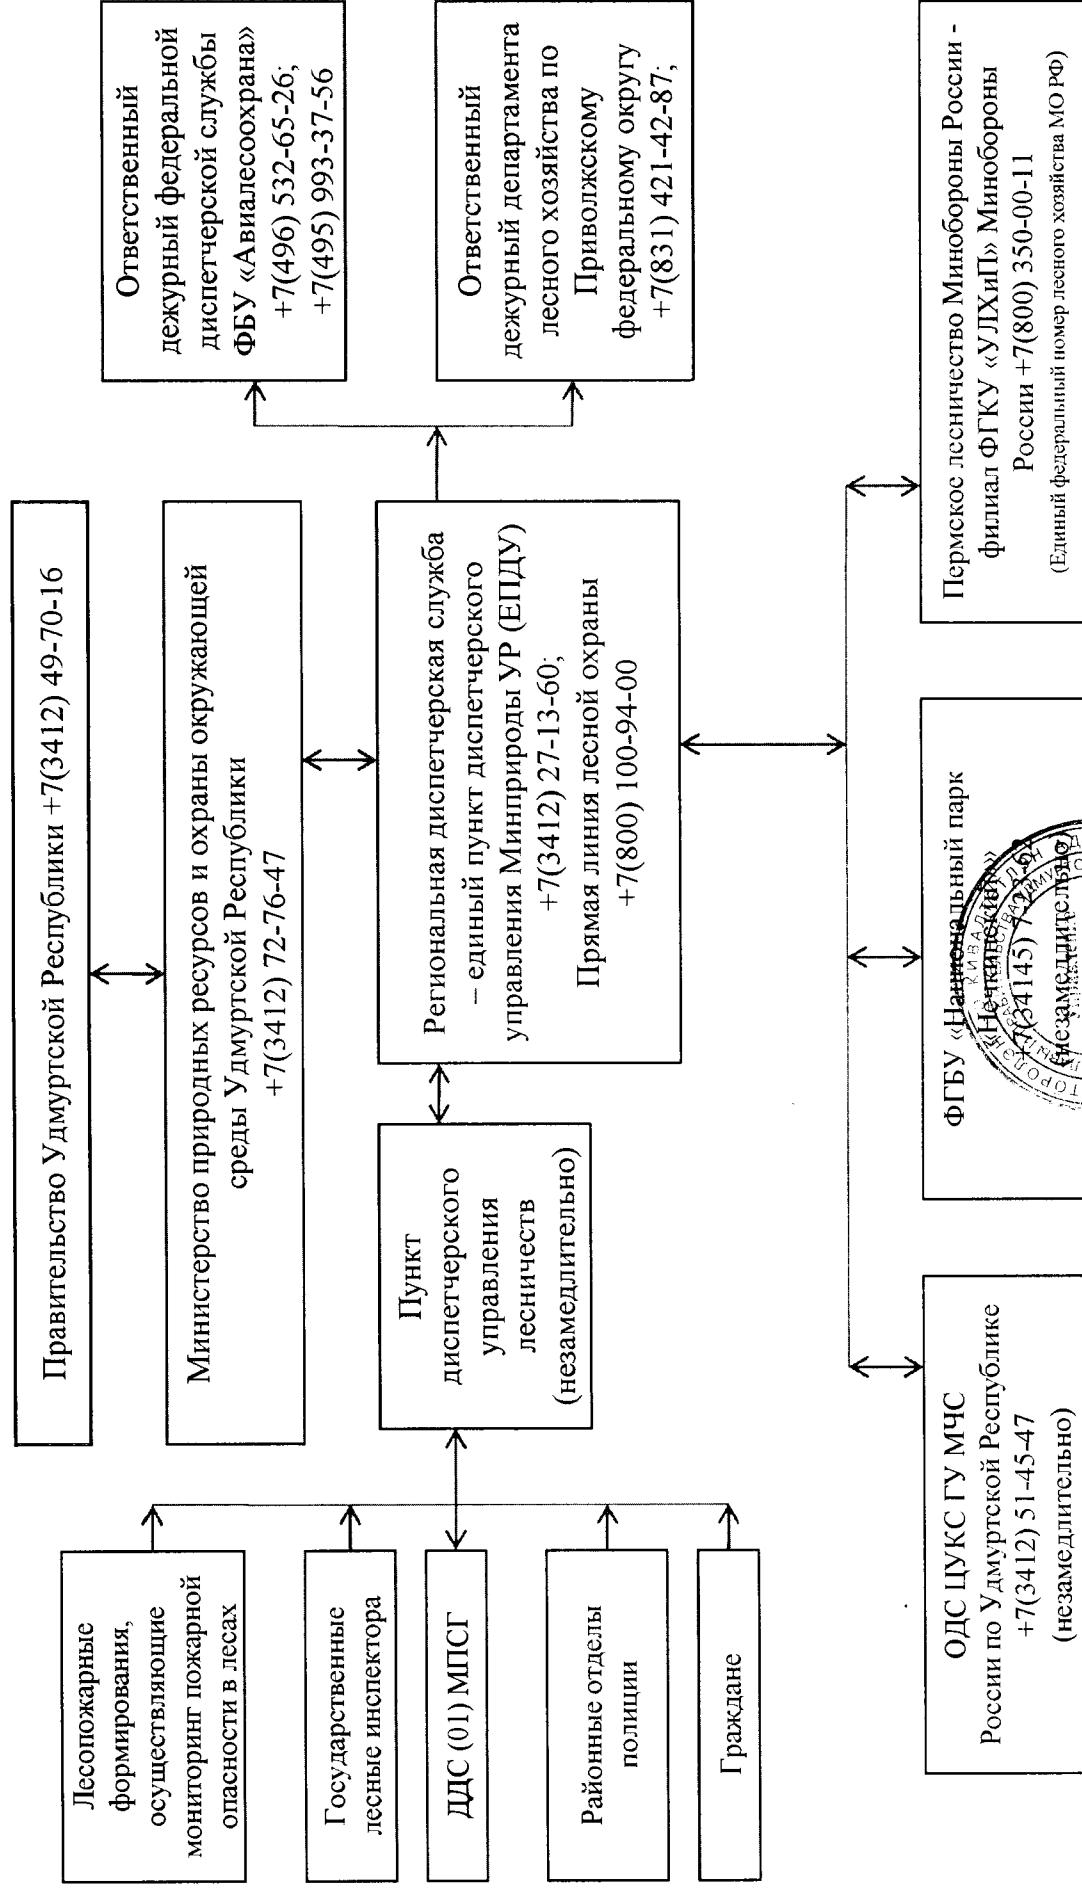 Правительство Удмуртской Республики +7(3412) 49-70-16
Министерство природных ресурсов и охраны окружающей
среды Удмуртской Республики
+7(3412) 72-76-47
Лесопожарные
формирования,
осуществляющие
мониторинг пожарной
опасности в лесах
Государственные
лесные инспектора
ДДС (01) МПСГ
Районные отделы
полиции
Граждане
Пункт
диспетчерского
управления
лесничеств
(незамедлительно)
Региональная диспетчерская служба
– единый пункт диспетчерского
управления Минприроды УР (ЕПДУ)
+7(3412) 27-13-60;
Прямая линия лесной охраны
+7(800) 100-94-00
Ответственный
дежурный федеральной
диспетчерской службы
ФБУ «Авиалесоохрана»
+7(496) 532-65-26;
+7(495) 993-37-56
Ответственный
дежурный департамента
лесного хозяйства по
Приволжскому
федеральному округу
+7(831) 421-42-87;
ОДС ЦУКС ГУ МЧС
России по Удмуртской Республике
+7(3412) 51-45-47
(незамедлительно)
ФГБУ «Национальный парк
Нечкинский»
+7(34145)
(незамедлительно)
Пермское лесничество Минобороны России -
филиал ФГКУ «УЛХиП» Минобороны
России +7(800) 350-00-11
(Единый федеральный номер лесного хозяйства МО РФ)